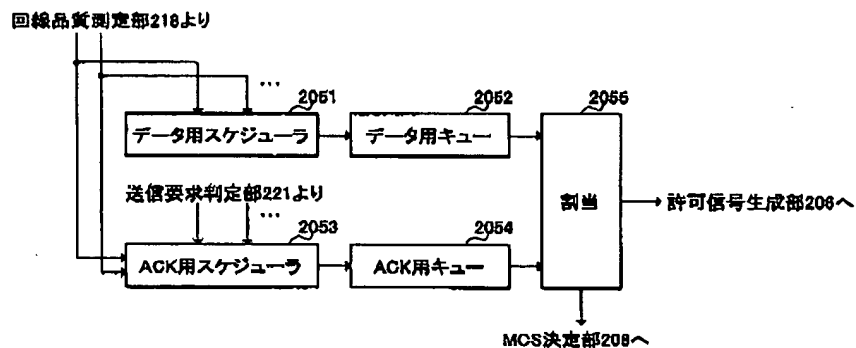 回線品質測定部218より
…
2051
2052
2055
データ用スケジューラ
データ用キュー
送信要求判定部221より
…
割当
許可信号生成部206へ
2053
2054
ACK用スケジューラ
ACK用キュー
MCS決定部208へ